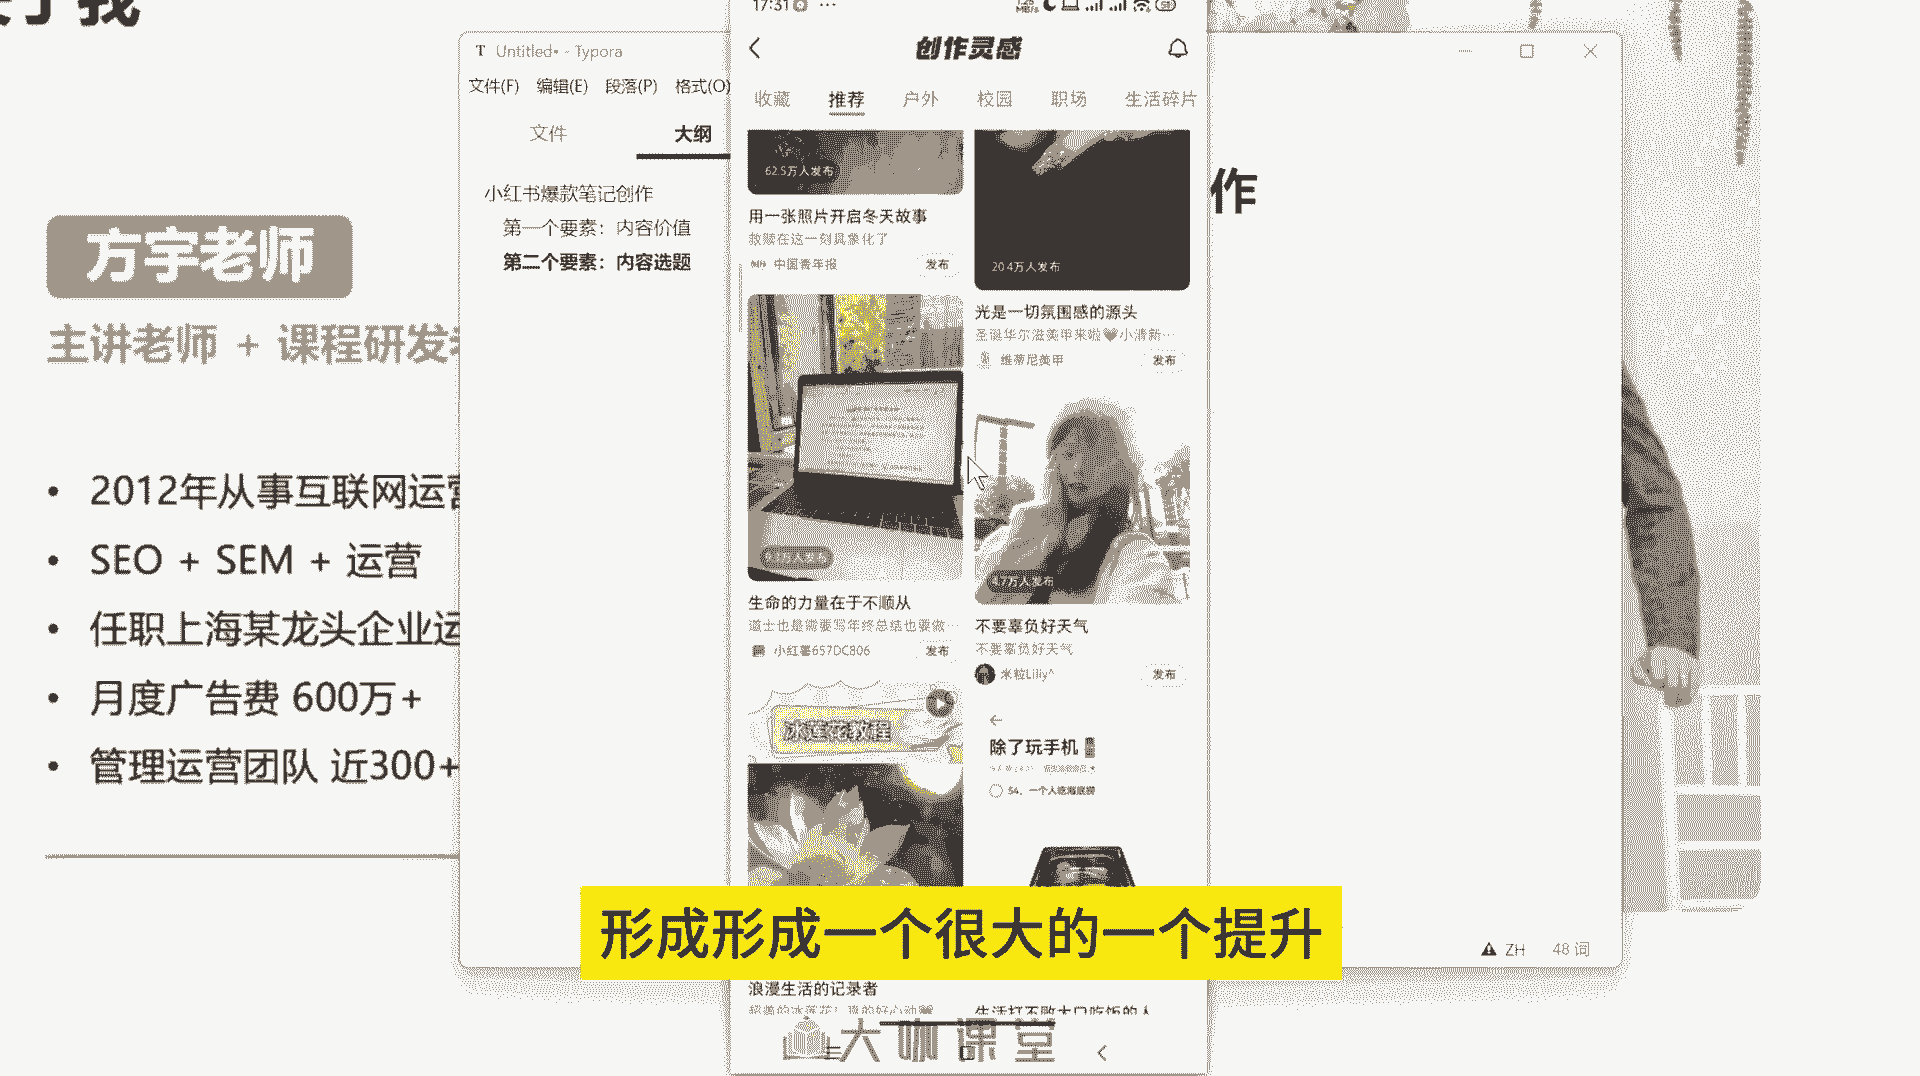 方宇老师
主讲老师 + 课程研发
2012年从事互联网运营
SEO + SEM + 运营
任职上海某龙头企业运
月度广告费 600万+
管理运营团队 近300+
Untitled• - Typora
文件(F) 编辑(E) 段落(P) 格式(O)
文件 大纲
小红书爆款笔记创作
第一个要素：内容价值
第二个要素：内容选题
作
ZH 48 词
17:31
创作灵感
收藏 推荐 户外 校园 职场 生活碎片
62.5万人发布
用一张照片开启冬天故事
救赎在这一刻具象化了
中国青年报 发布
20.4万人发布
光是一切氛围感的源头
圣诞华尔滋美甲来啦🖤小清新…
维蒂尼美甲 发布
生命的力量在于不顺从
道士也是需要写年终总结也要做…
小红薯657DC806 发布
4.7万人发布
不要辜负好天气
不要辜负好天气
米粒Liliy^ 发布
冰莲花教程
浪漫生活的记录者
除了玩手机
54，一个人吃海底捞
生活打不败大口吃饭的人
形成形成一个很大的一个提升
大咖课堂